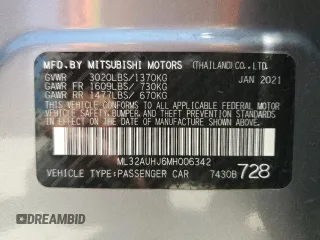 MFD.BY MITSUBISHI MOTORS (THAILAND) CO.,LTD.
GVWR 3020LBS/1370KG JAN 2021
GAWR FR 1609LBS/ 730KG
GAWR RR 1477LBS/ 670KG
THIS VEHICLE CONFORMS TO ALL APPLICABLE
U.S. FEDERAL MOTOR VEHICLE SAFETY,
BUMPER, AND THEFT PREVENTION STANDARDS
IN EFFECT ON THE DATE OF MANUFACTURE
SHOWN ABOVE.
ML32AUHJ6MH006342
VEHICLE TYPE:PASSENGER CAR 7430B 728
DREAMBID